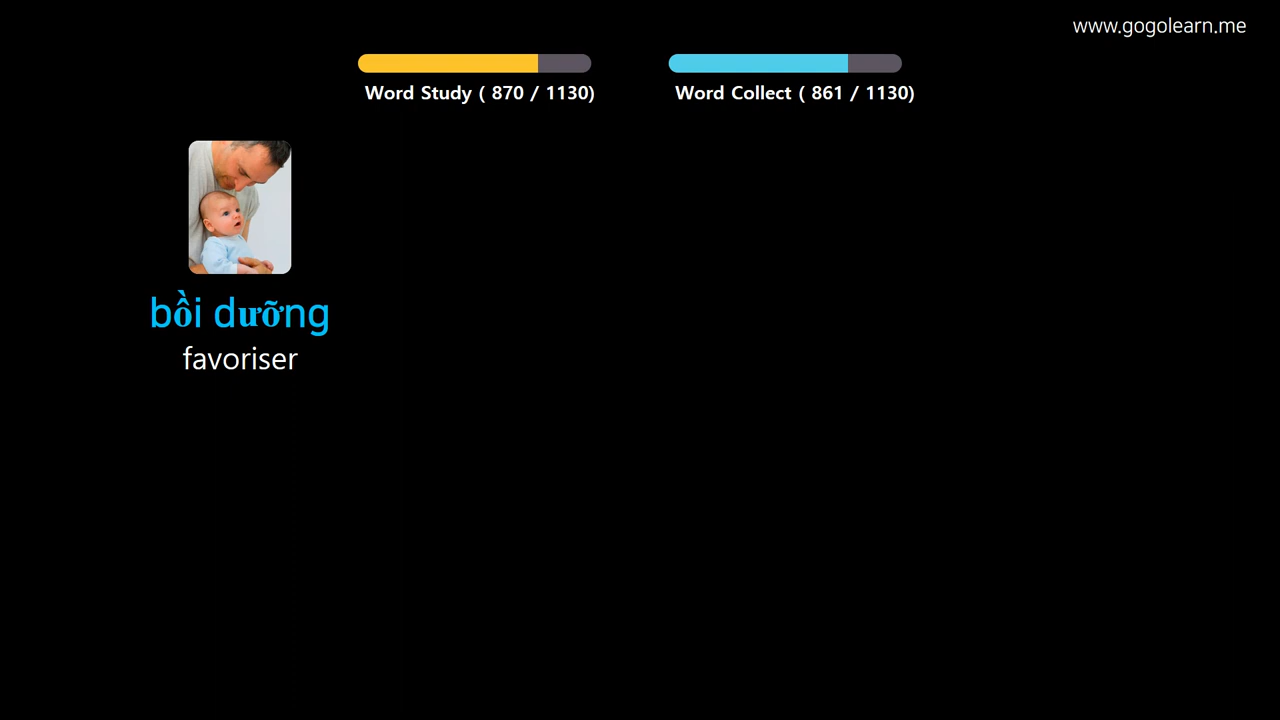 www.gogolearn.me
Word Study ( 870 / 1130)
Word Collect ( 861 / 1130)
bồi dưỡng
favoriser